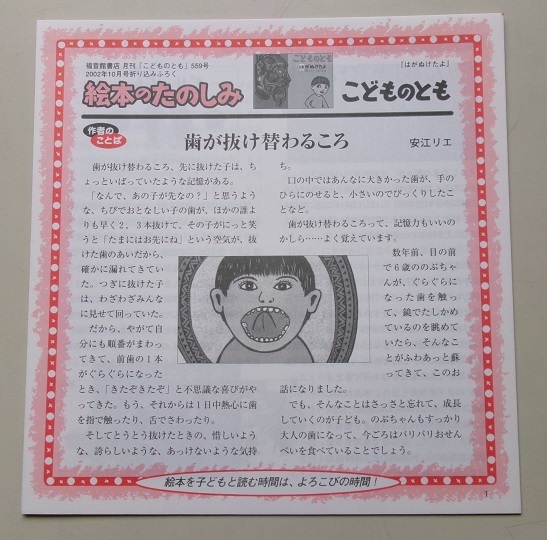 福音館書店 月刊「こどものとも」559号
2002年10月号折り込みふろく
絵本のたのしみ
こどものとも
はがぬけたよ
『はがぬけたよ』
こどものとも
作者の
ことば
歯が抜け替わるころ
安江リエ
歯が抜け替わるころ、先に抜けた子は、ち
ょっといばっていたような記憶がある。
「なんで、あの子が先なの？」と思うよう
な、ちびでおとなしい子の歯が、ほかの誰よ
りも早く2，3本抜けて、その子がにっと笑
うと「たまにはお先にね」という空気が、抜
けた歯のあいだから、
確かに漏れてきてい
た。つぎに抜けた子
は、わざわざみんな
に見せて回っていた。
だから、やがて自
分にも順番がまわっ
てきて、前歯の1本
がぐらぐらになった
とき、「きたぞきたぞ」と不思議な喜びがや
ってきた。もう、それからは1日中熱心に歯
を指で触ったり、舌でさわったり。
そしてとうとう抜けたときの、惜しいよう
な、誇らしいような、あっけないような気持
ち。
口の中ではあんなに大きかった歯が、手の
ひらにのせると、小さいのでびっくりしたこ
となど。
歯が抜け替わるころって、記憶力もいいの
かしら……よく覚えています。
数年前、目の前
でも6歳ののぶちゃ
んが、ぐらぐらに
なった歯を触っ
て、鏡でたしかめ
ているのを眺めて
いたら、そんなこ
とがふわあっと蘇
ってきて、このお
話になりました。
でも、そんなことはさっさと忘れて、成長
していくのが子ども。のぶちゃんもすっかり
大人の歯になって、今ごろはバリバリおせん
べいを食べていることでしょう。
絵本を子どもと読む時間は、よろこびの時間！
1